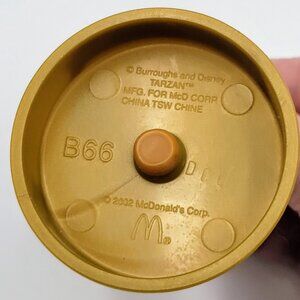 © Burroughs and Disney
TARZAN™
MFG. FOR McD CORP
CHINA TSW CHINE
B66
© 2002 McDonald's Corp.
M®